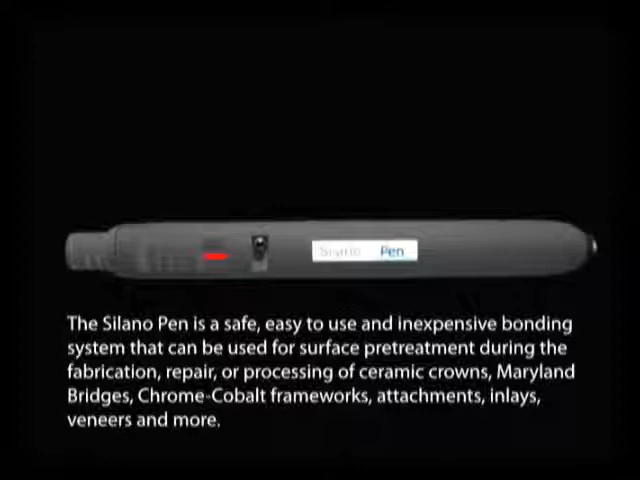 Pen
The Silano Pen is a safe, easy to use and inexpensive bonding
system that can be used for surface pretreatment during the
fabrication, repair, or processing of ceramic crowns, Maryland
Bridges, Chrome-Cobalt frameworks, attachments, inlays,
veneers and more.